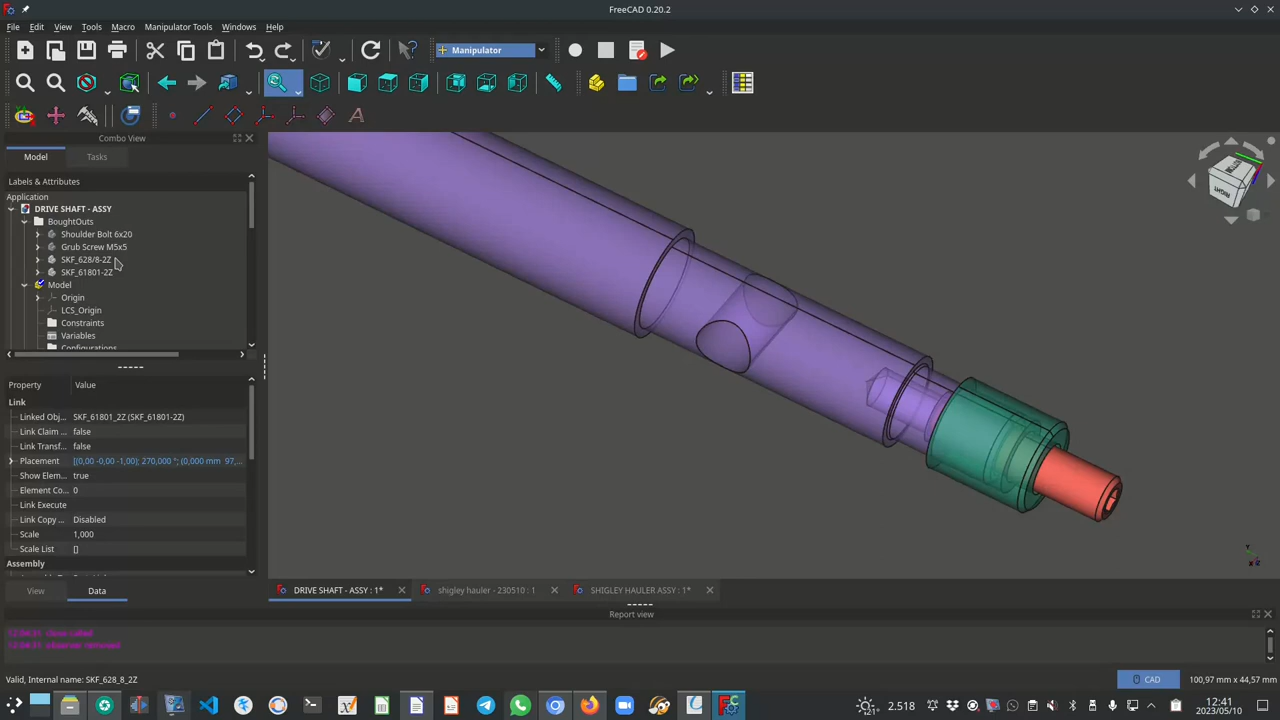 FreeCAD 0.20.2
File Edit View Tools Macro Manipulator Tools Windows Help
Manipulator
Combo View
Model Tasks
Labels & Attributes
Application
DRIVE SHAFT - ASSY
BoughtOuts
Shoulder Bolt 6x20
Grub Screw M5x5
SKF_628/8-2Z
SKF_61801-2Z
Model
Origin
LCS_Origin
Constraints
Variables
Configurations
Property Value
Link
Linked Obj... SKF_61801_2Z (SKF_61801-2Z)
Link Claim ... false
Link Transf... false
Placement [(0,00 -0,00 -1,00); 270,000 °; (0,000 mm 97,...
Show Elem... true
Element Co... 0
Link Execute
Link Copy ... Disabled
Scale 1,000
Scale List []
Assembly
View Data
DRIVE SHAFT - ASSY : 1* shigley hauler - 230510 : 1 SHIGLEY HAULER ASSY : 1*
Report view
Valid, Internal name: SKF_628_8_2Z
CAD 100,97 mm x 44,57 mm
2.518
12:41
2023/05/10